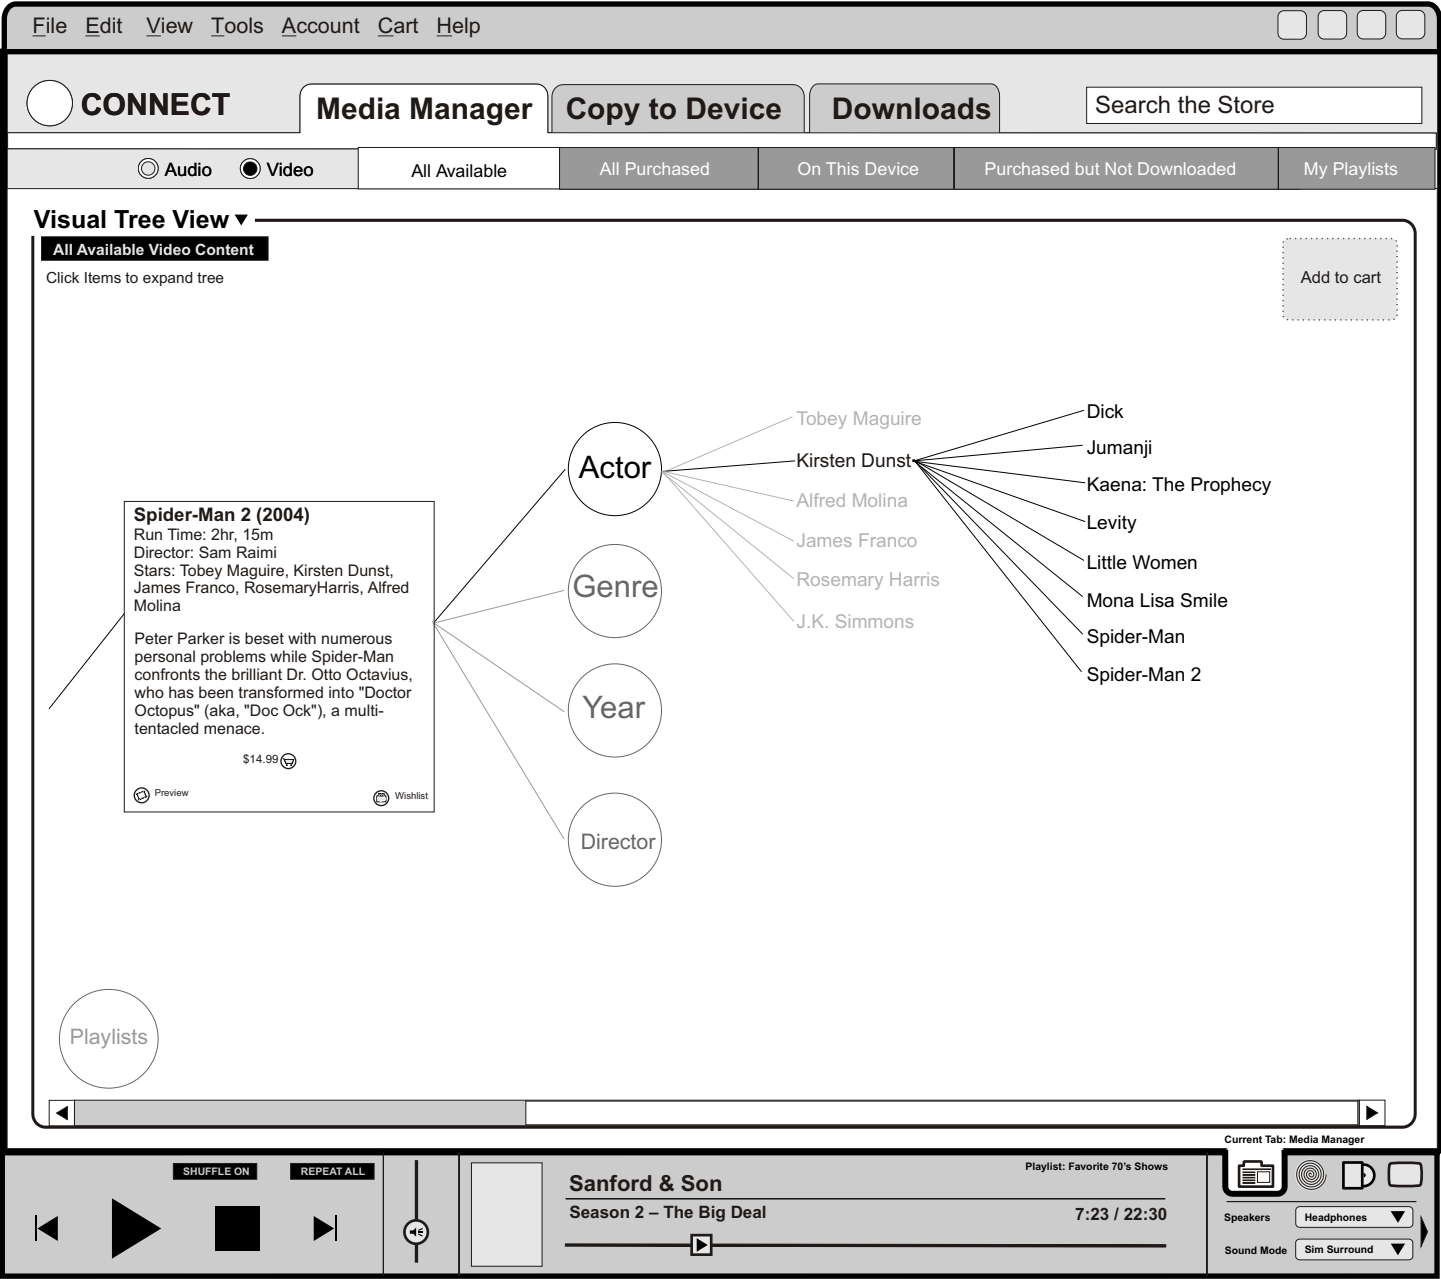 File Edit View Tools Account Cart Help
CONNECT
Media Manager
Copy to Device
Downloads
Search the Store
Audio
Video
All Available
All Purchased
On This Device
Purchased but Not Downloaded
My Playlists
Visual Tree View
All Available Video Content
Click Items to expand tree
Add to cart
Spider-Man 2 (2004)
Run Time: 2hr, 15m
Director: Sam Raimi
Stars: Tobey Maguire, Kirsten Dunst,
James Franco, RosemaryHarris, Alfred
Molina
Peter Parker is beset with numerous
personal problems while Spider-Man
confronts the brilliant Dr. Otto Octavius,
who has been transformed into "Doctor
Octopus" (aka, "Doc Ock"), a multi-
tentacled menace.
$14.99
Preview
Wishlist
Actor
Genre
Year
Director
Tobey Maguire
Kirsten Dunst
Alfred Molina
James Franco
Rosemary Harris
J.K. Simmons
Dick
Jumanji
Kaena: The Prophecy
Levity
Little Women
Mona Lisa Smile
Spider-Man
Spider-Man 2
Playlists
Current Tab: Media Manager
SHUFFLE ON
REPEAT ALL
Playlist: Favorite 70's Shows
Sanford & Son
Season 2 – The Big Deal
7:23 / 22:30
Speakers
Headphones
Sound Mode
Sim Surround